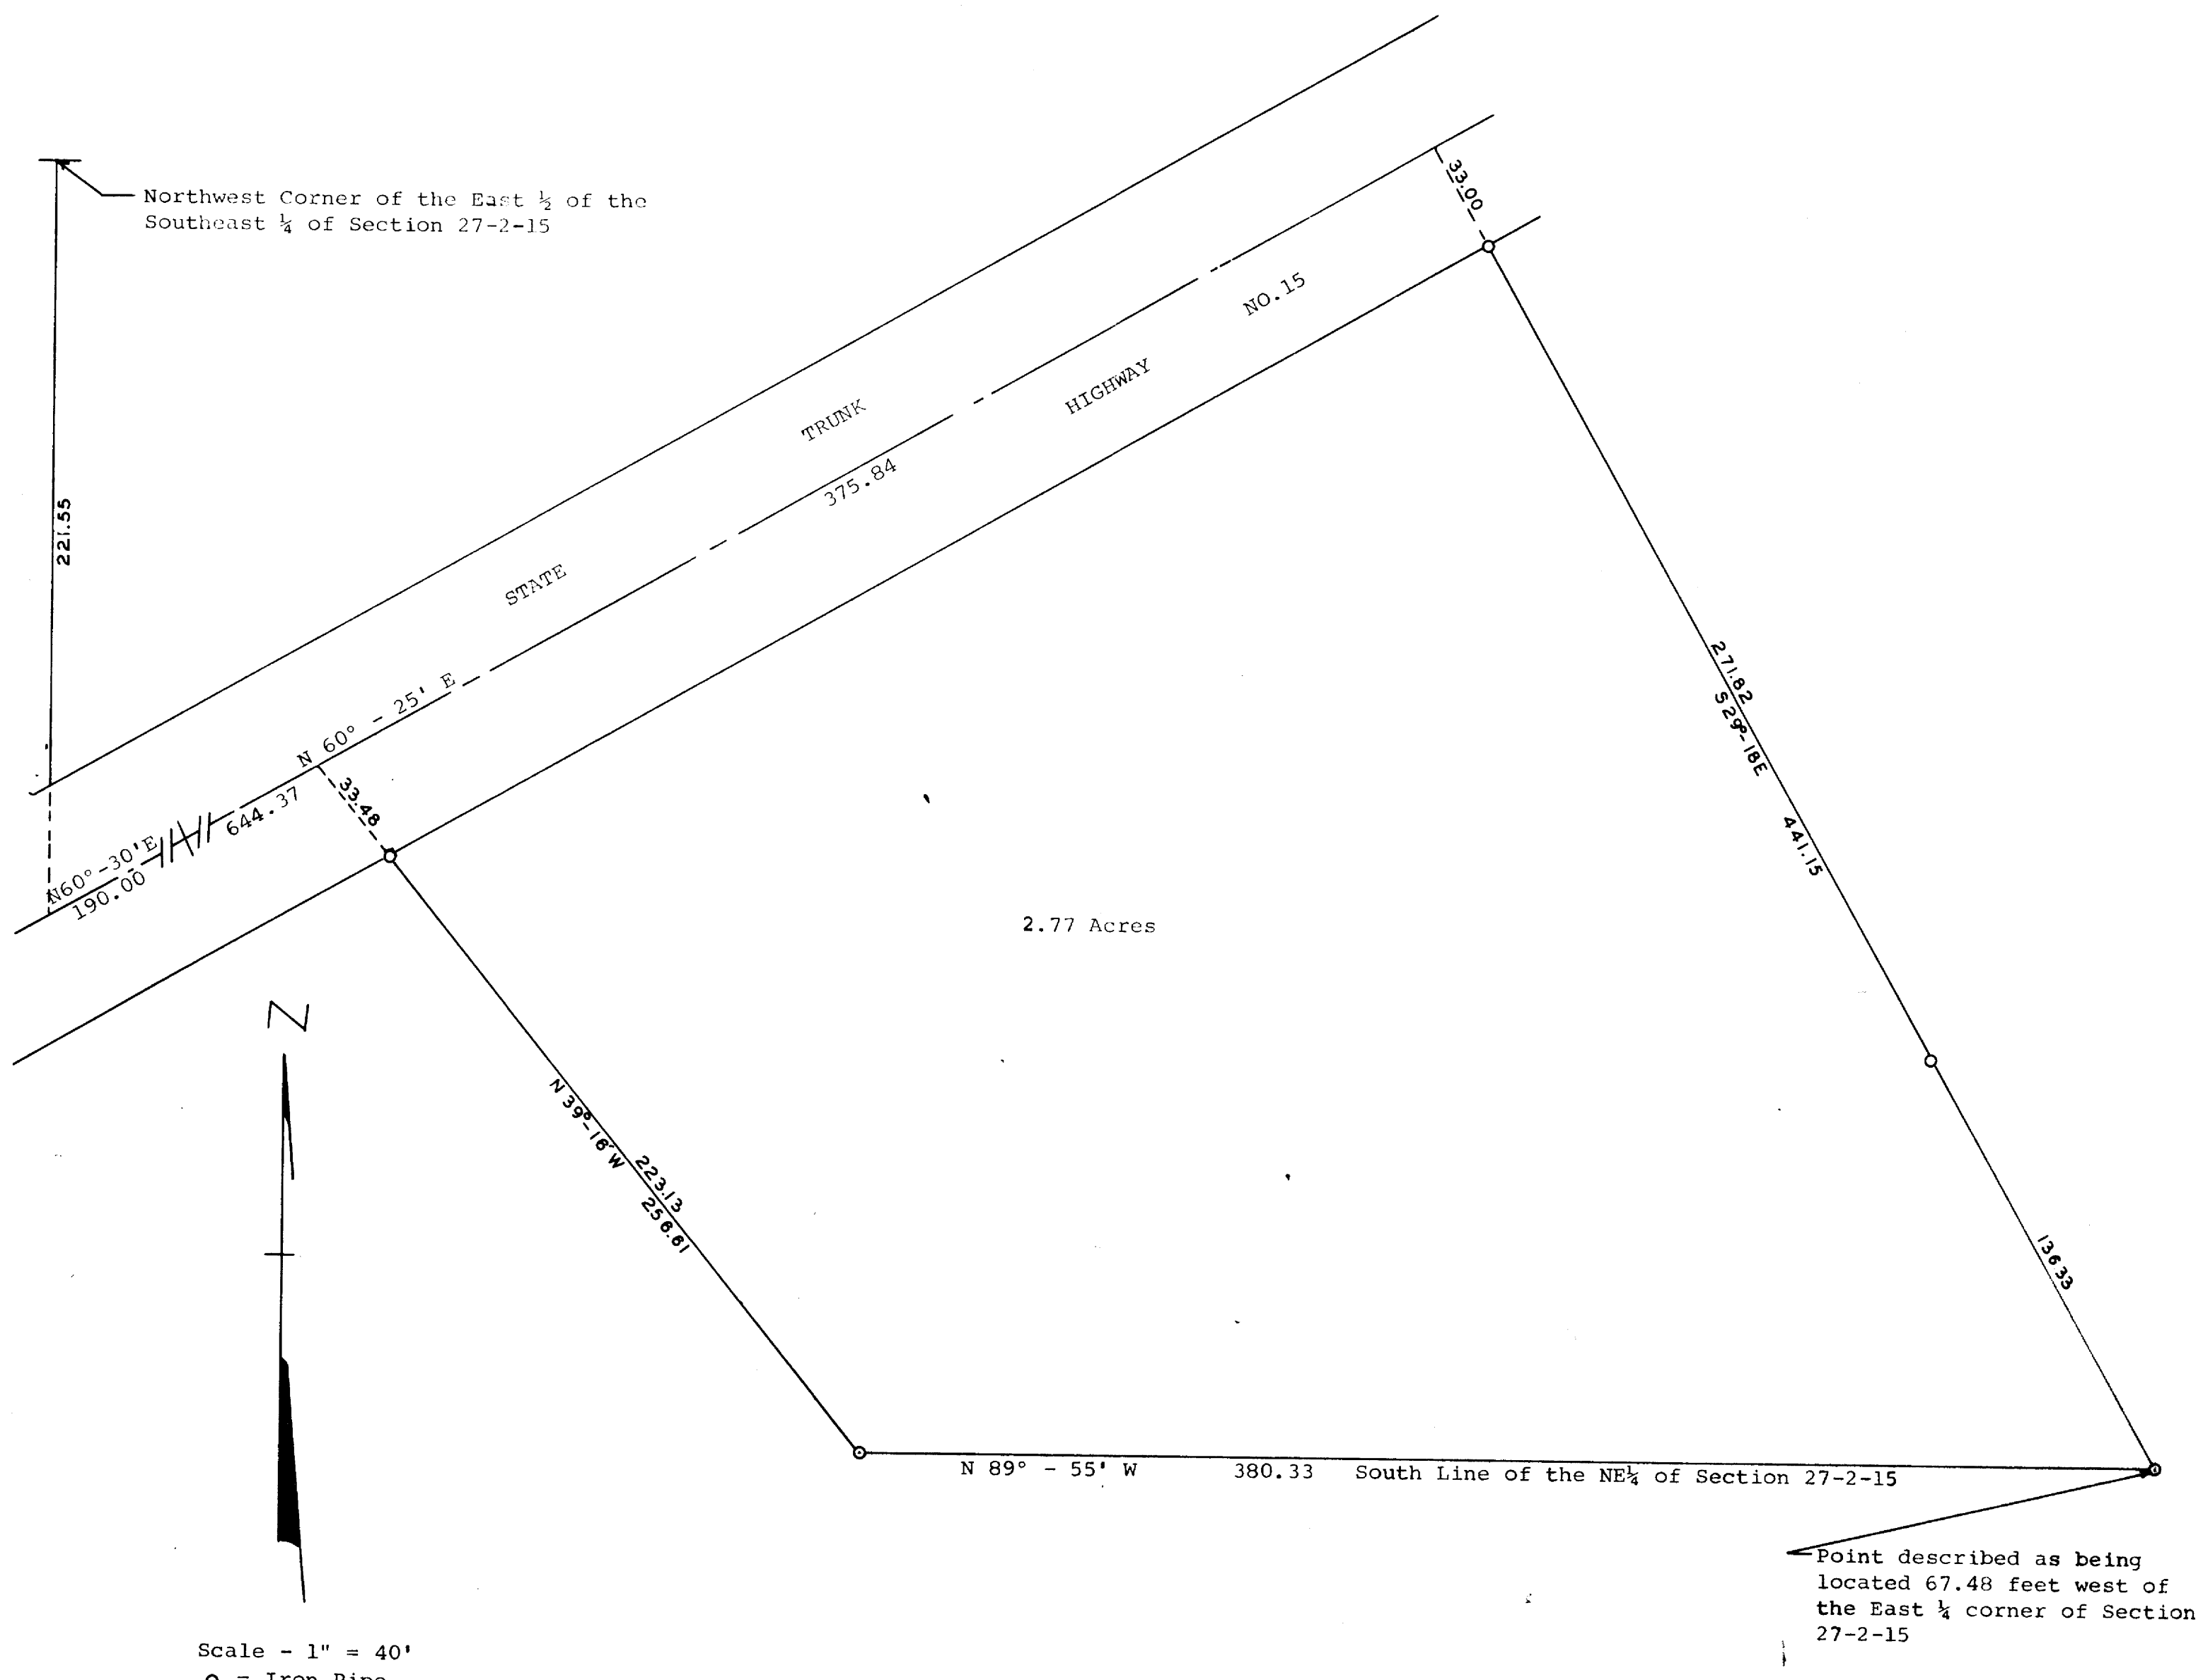 Northwest Corner of the East ½ of the
Southeast ¼ of Section 27-2-15
33.00
NO.15
HIGHWAY
TRUNK
375.84
STATE
221.55
N 60° - 25' E
644.37
33.48
N60°-30'E
190.00
271.82
S 29°-18E
441.15
2.77 Acres
N
N 39°-16' W
223.13
256.61
136.33
N 89° - 55' W 380.33 South Line of the NE¼ of Section 27-2-15
Point described as being
located 67.48 feet west of
the East ¼ corner of Section
27-2-15
Scale - 1" = 40'
o = Iron Pipe